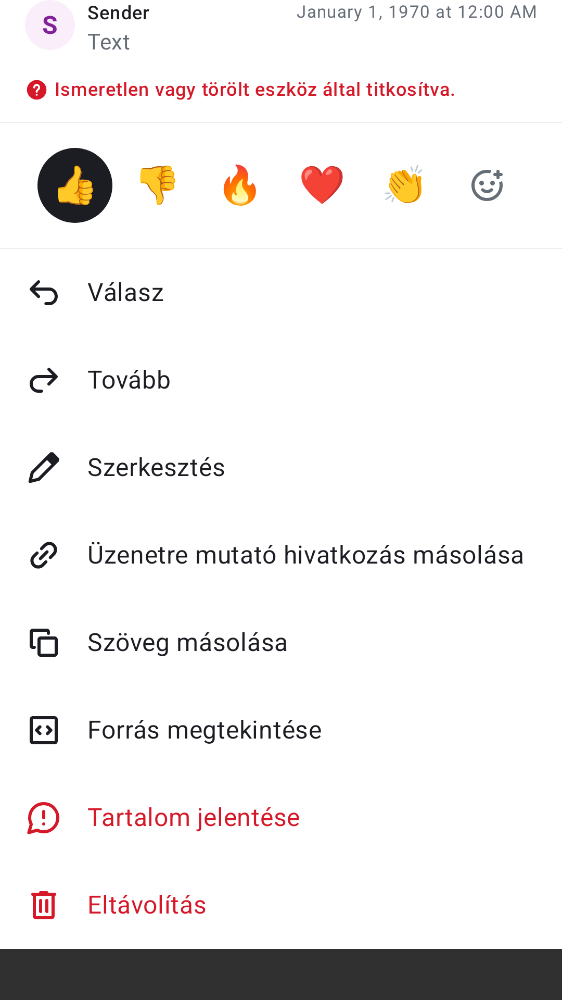 S
Sender
January 1, 1970 at 12:00 AM
Text
Ismeretlen vagy törölt eszköz által titkosítva.
Válasz
Tovább
Szerkesztés
Üzenetre mutató hivatkozás másolása
Szöveg másolása
Forrás megtekintése
Tartalom jelentése
Eltávolítás